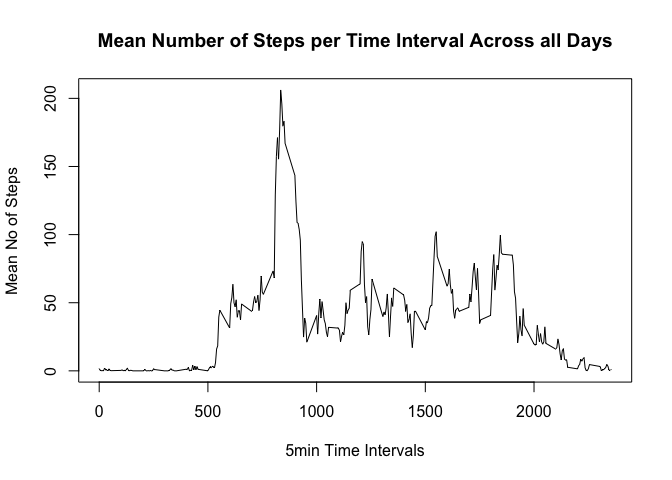 Mean Number of Steps per Time Interval Across all Days
Mean No of Steps
200
150
100
50
0
0 500 1000 1500 2000
5min Time Intervals